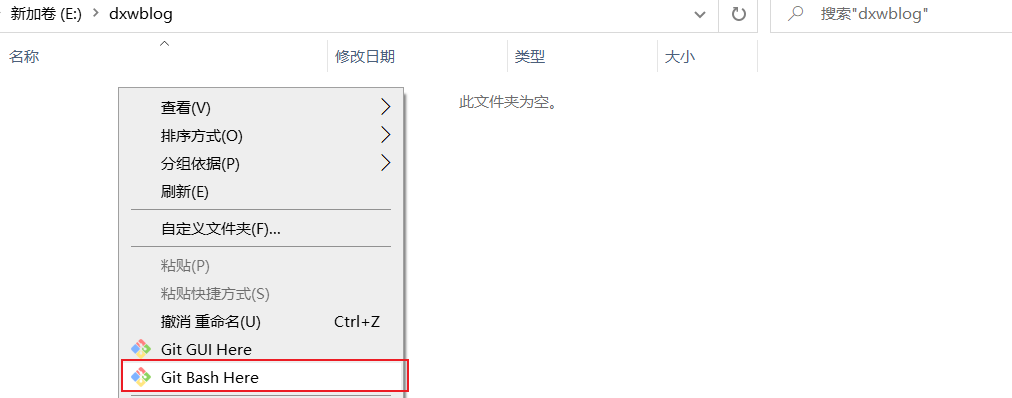 新加卷 (E:) dxwblog 搜索"dxwblog"
名称 修改日期 类型 大小
此文件夹为空。
查看(V)
排序方式(O)
分组依据(P)
刷新(E)
自定义文件夹(F)...
粘贴(P)
粘贴快捷方式(S)
撤消 重命名(U) Ctrl+Z
Git GUI Here
Git Bash Here